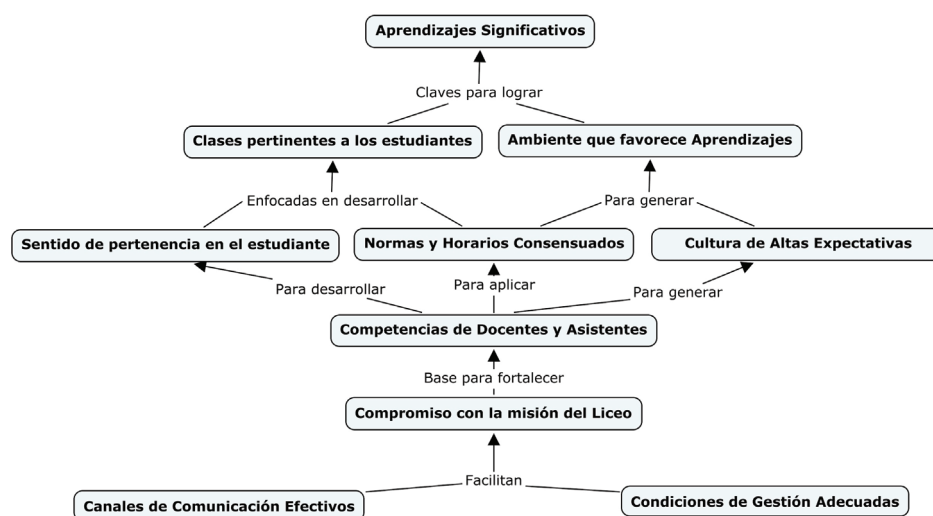 Aprendizajes Significativos
Claves para lograr
Clases pertinentes a los estudiantes
Ambiente que favorece Aprendizajes
Enfocadas en desarrollar
Para generar
Sentido de pertenencia en el estudiante
Normas y Horarios Consensuados
Cultura de Altas Expectativas
Para desarrollar
Para aplicar
Para generar
Competencias de Docentes y Asistentes
Base para fortalecer
Compromiso con la misión del Liceo
Facilitan
Canales de Comunicación Efectivos
Condiciones de Gestión Adecuadas